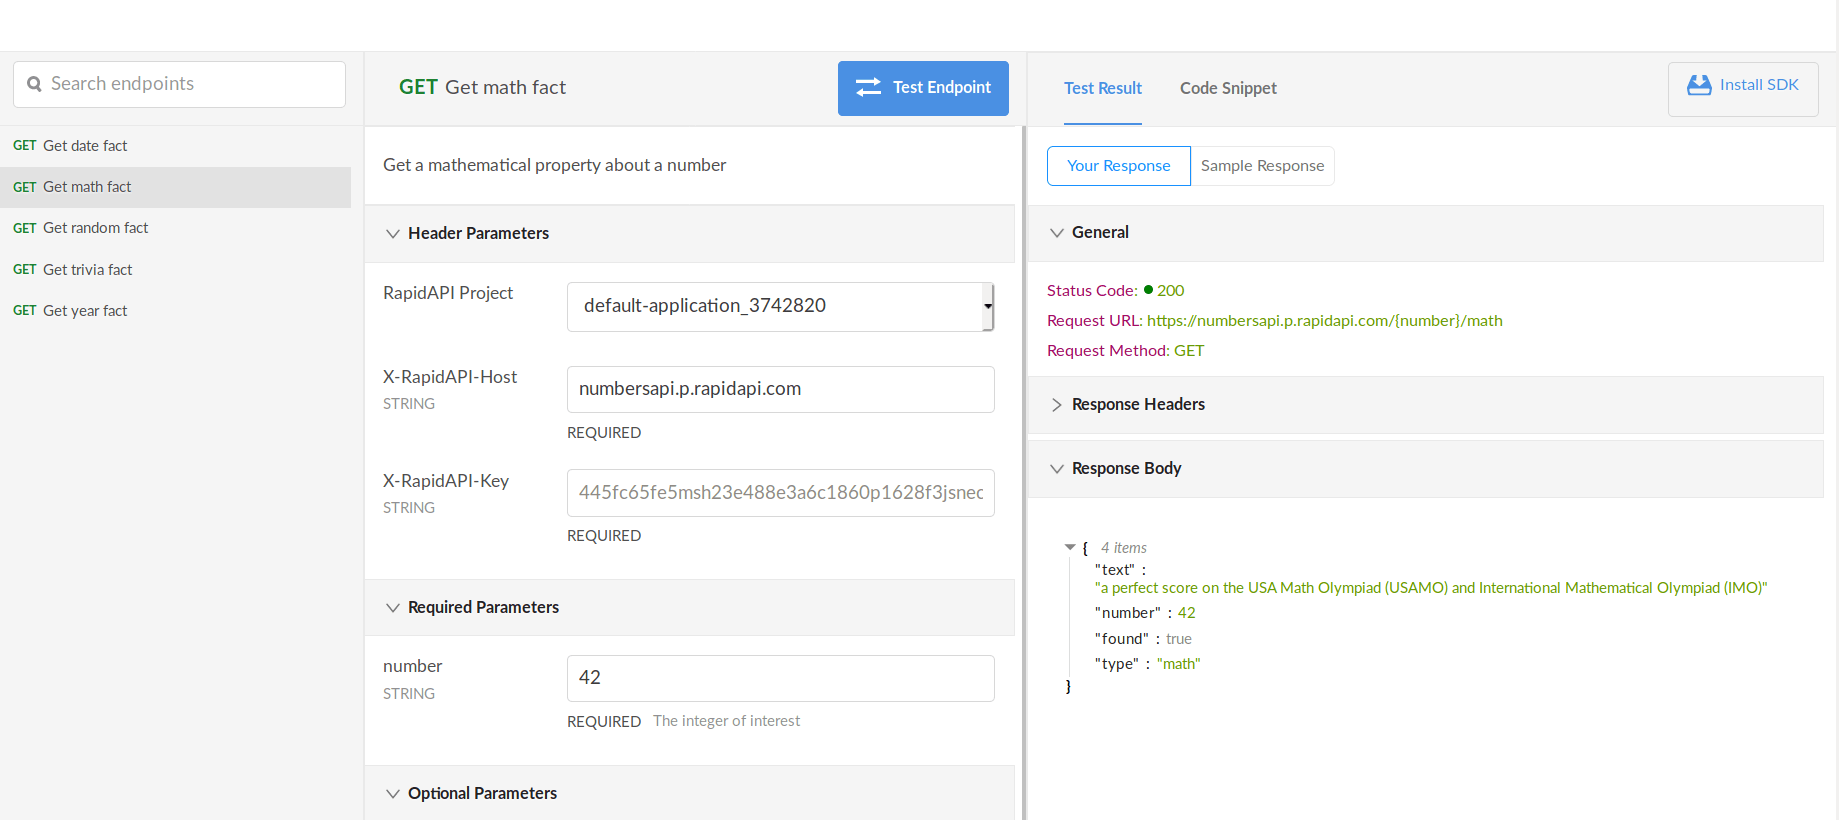 Search endpoints
GET Get date fact
GET Get math fact
GET Get random fact
GET Get trivia fact
GET Get year fact
GET Get math fact
Test Endpoint
Get a mathematical property about a number
Header Parameters
RapidAPI Project
default-application_3742820
X-RapidAPI-Host
STRING
numbersapi.p.rapidapi.com
REQUIRED
X-RapidAPI-Key
STRING
445fc65fe5msh23e488e3a6c1860p1628f3jsnec
REQUIRED
Required Parameters
number
STRING
42
REQUIRED The integer of interest
Optional Parameters
Test Result
Code Snippet
Install SDK
Your Response
Sample Response
General
Status Code: 200
Request URL: https://numbersapi.p.rapidapi.com/{number}/math
Request Method: GET
Response Headers
Response Body
{ 4 items
"text" :
"a perfect score on the USA Math Olympiad (USAMO) and International Mathematical Olympiad (IMO)"
"number" : 42
"found" : true
"type" : "math"
}